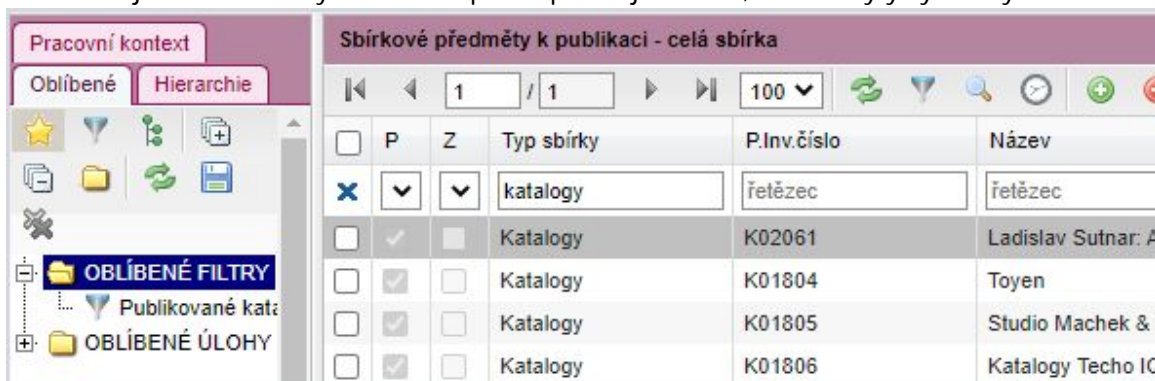 Pracovní kontext
Oblíbené Hierarchie
OBLÍBENÉ FILTRY
Publikované
OBLÍBENÉ ÚLOHY
Sbírkové předměty k publikaci - celá sbírka
1 / 1 100
P Z Typ sbírky P.Inv.číslo Název
katalogy řetězec řetězec
Katalogy K02061 Ladislav Sutnar:
Katalogy K01804 Toyen
Katalogy K01805 Studio Machek &
Katalogy K01806 Katalogy Techo